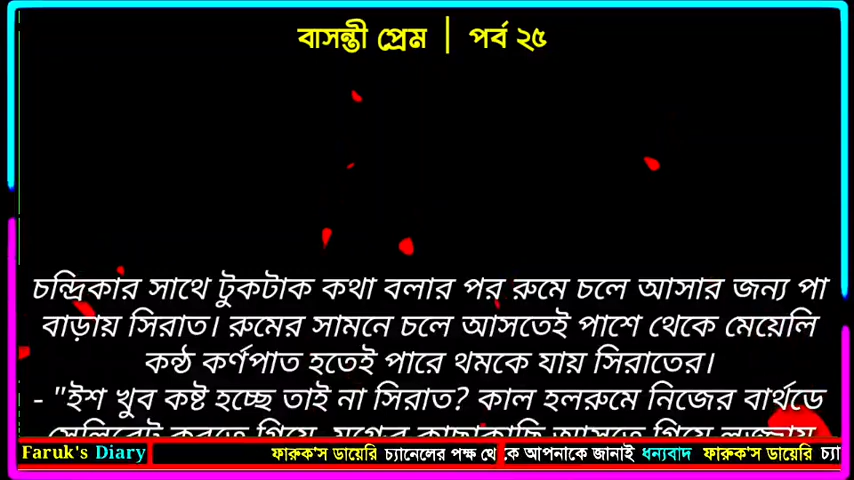 বাসন্তী প্রেম | পর্ব ২৫
চন্দ্রিকার সাথে টুকটাক কথা বলার পর রুমে চলে আসার জন্য পা
বাড়ায় সিরাত। রুমের সামনে চলে আসতেই পাশে থেকে মেয়েলি
কন্ঠ কর্ণপাত হতেই পারে থমকে যায় সিরাতের।
- "ইশ খুব কষ্ট হচ্ছে তাই না সিরাত? কাল হলরুমে নিজের বার্থডে
সেলিব্রেট করতে গিয়ে
Faruk's Diary ফারুক'স ডায়েরি চ্যানেলের পক্ষ থেকে আপনাকে জানাই ধন্যবাদ ফারুক'স ডায়েরি